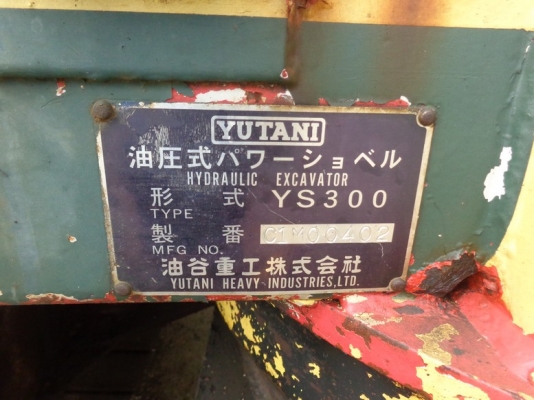 YUTANI
油圧式パワーショベル
HYDRAULIC EXCAVATOR
形式 YS300
TYPE
製番 C1M00402
MFG NO.
油谷重工株式会社
YUTANI HEAVY INDUSTRIES,LTD.